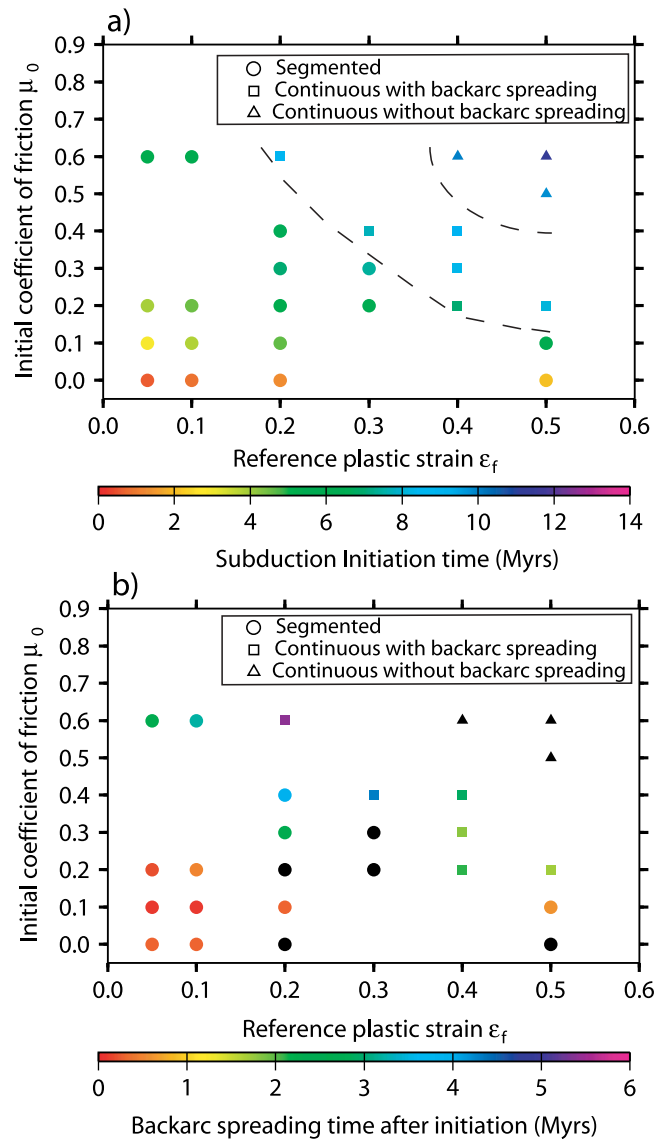 a)
Initial coefficient of friction μ0
0.9
0.8
0.7
0.6
0.5
0.4
0.3
0.2
0.1
0.0
Segmented
Continuous with backarc spreading
Continuous without backarc spreading
0.0 0.1 0.2 0.3 0.4 0.5 0.6
Reference plastic strain εf
0 2 4 6 8 10 12 14
Subduction Initiation time (Myrs)
b)
Initial coefficient of friction μ0
0.9
0.8
0.7
0.6
0.5
0.4
0.3
0.2
0.1
0.0
Segmented
Continuous with backarc spreading
Continuous without backarc spreading
0.0 0.1 0.2 0.3 0.4 0.5 0.6
Reference plastic strain εf
0 1 2 3 4 5 6
Backarc spreading time after initiation (Myrs)